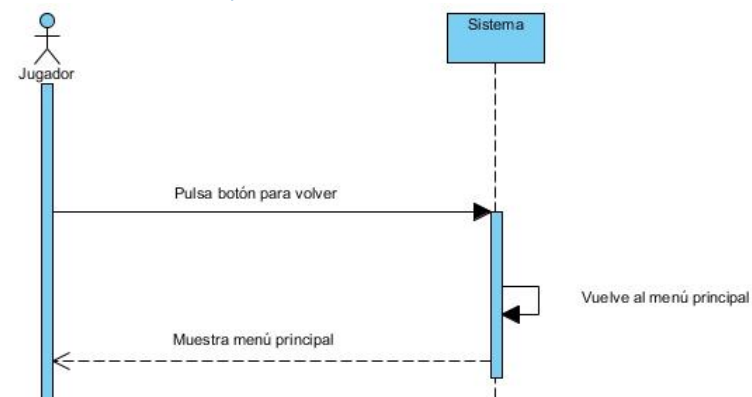 Sistema
Jugador
Pulsa botón para volver
Vuelve al menú principal
Muestra menú principal